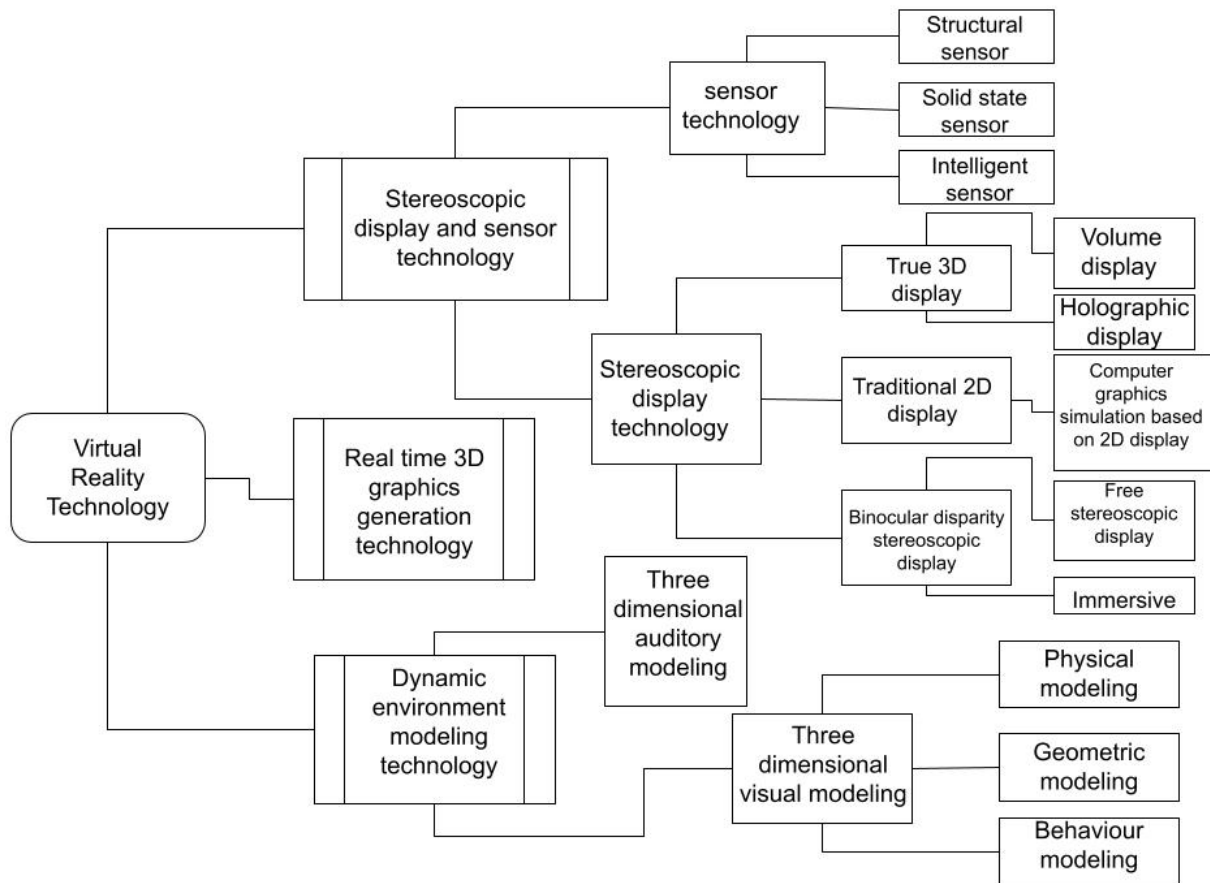 Structural
sensor
sensor
technology
Solid state
sensor
Intelligent
sensor
Stereoscopic
display and sensor
technology
Volume
display
True 3D
display
Holographic
display
Stereoscopic
display
technology
Traditional 2D
display
Computer
graphics
simulation based
on 2D display
Virtual
Reality
Technology
Real time 3D
graphics
generation
technology
Binocular disparity
stereoscopic
display
Free
stereoscopic
display
Immersive
Three
dimensional
auditory
modeling
Dynamic
environment
modeling
technology
Three
dimensional
visual modeling
Physical
modeling
Geometric
modeling
Behaviour
modeling